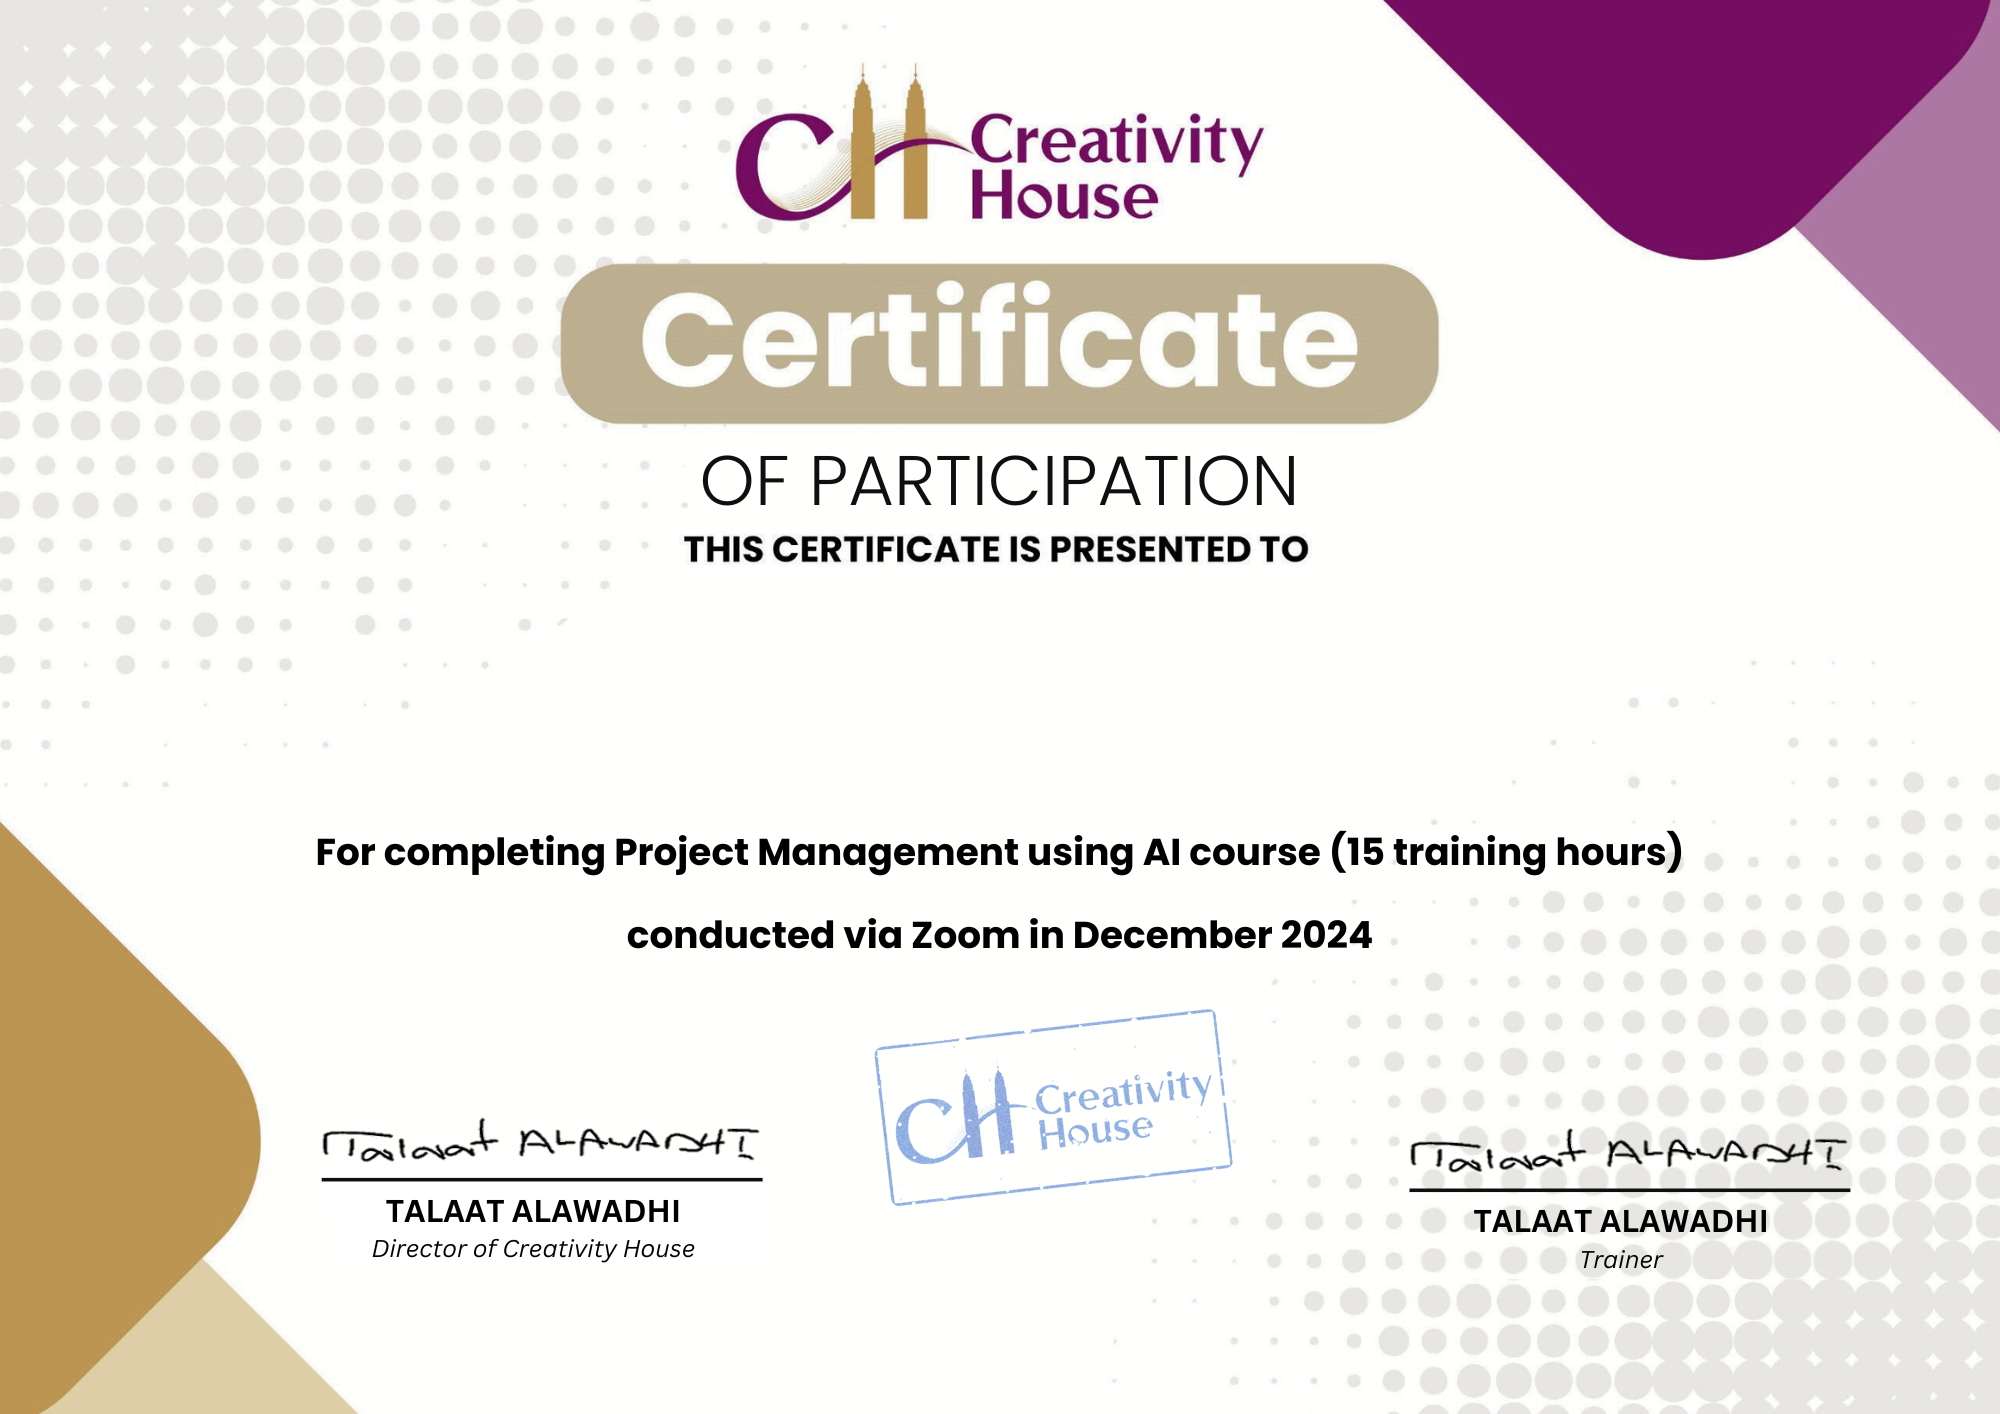 CH Creativity
House
Certificate
OF PARTICIPATION
THIS CERTIFICATE IS PRESENTED TO
For completing Project Management using AI course (15 training hours)
conducted via Zoom in December 2024
CH Creativity
House
Talaat ALAWADHI
TALAAT ALAWADHI
Director of Creativity House
Talaat ALAWADHI
TALAAT ALAWADHI
Trainer